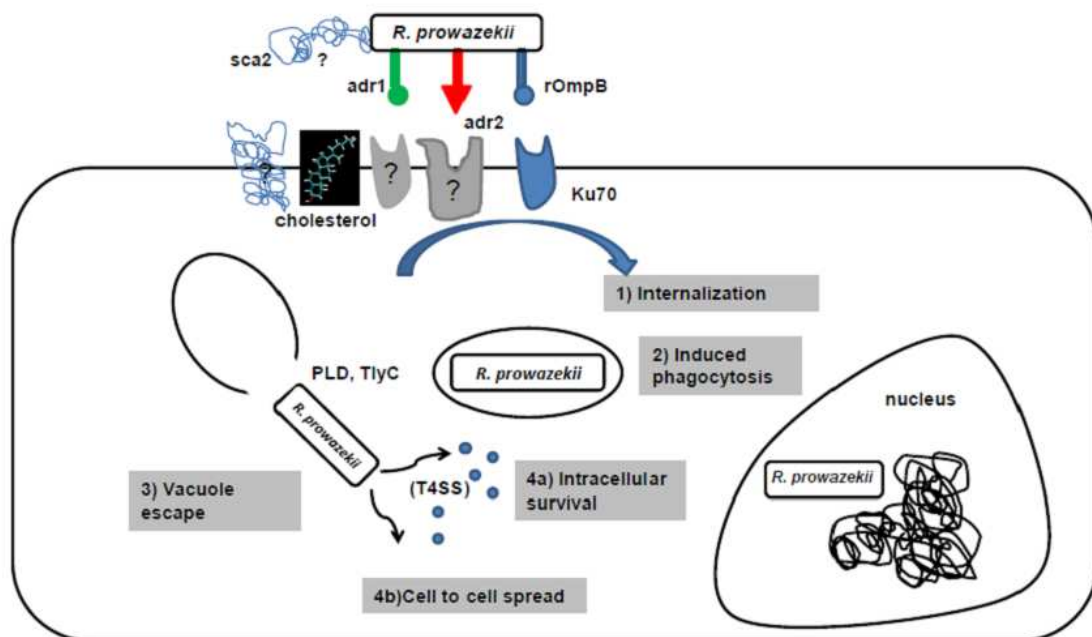 R. prowazekii
sca2
?
adr1
rOmpB
adr2
?
?
?
Ku70
cholesterol
1) Internalization
2) Induced
phagocytosis
R. prowazekii
PLD, TlyC
nucleus
R. prowazekii
R. prowazekii
3) Vacuole
escape
(T4SS)
4a) Intracellular
survival
4b)Cell to cell spread